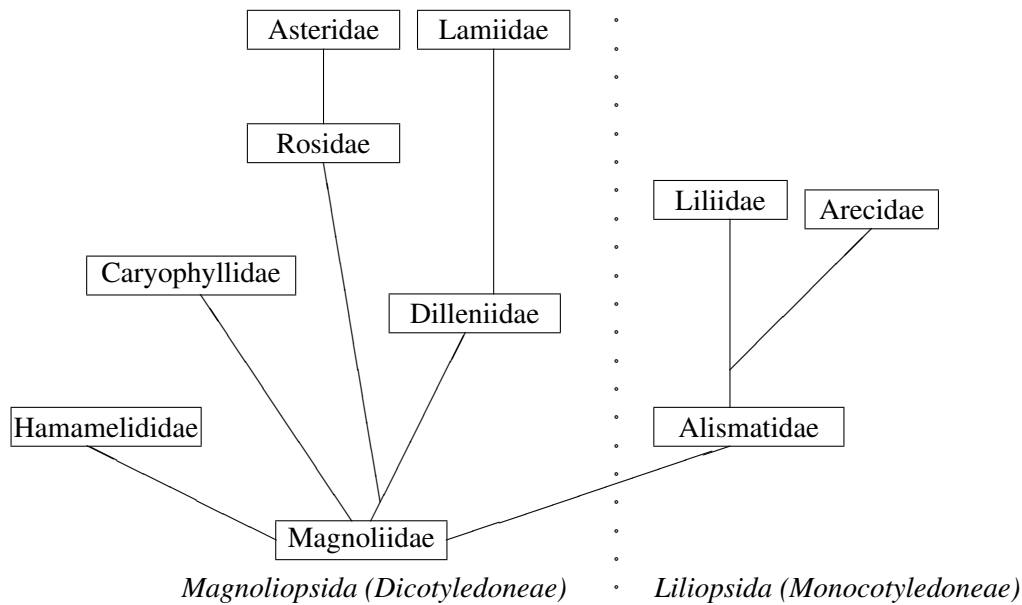 Asteridae
Lamiidae
Rosidae
Liliidae
Arecidae
Caryophyllidae
Dilleniidae
Hamamelididae
Alismatidae
Magnoliidae
Magnoliopsida (Dicotyledoneae)
Liliopsida (Monocotyledoneae)